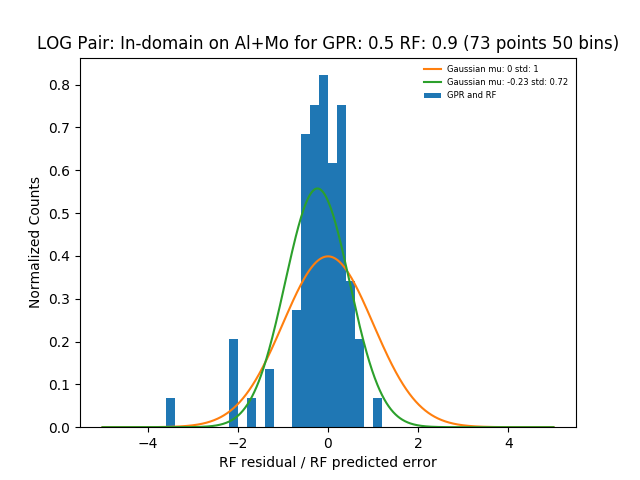 LOG Pair: In-domain on Al+Mo for GPR: 0.5 RF: 0.9 (73 points 50 bins)
Gaussian mu: 0 std: 1
Gaussian mu: -0.23 std: 0.72
GPR and RF
Normalized Counts
0.8
0.7
0.6
0.5
0.4
0.3
0.2
0.1
0.0
−4 −2 0 2 4
RF residual / RF predicted error